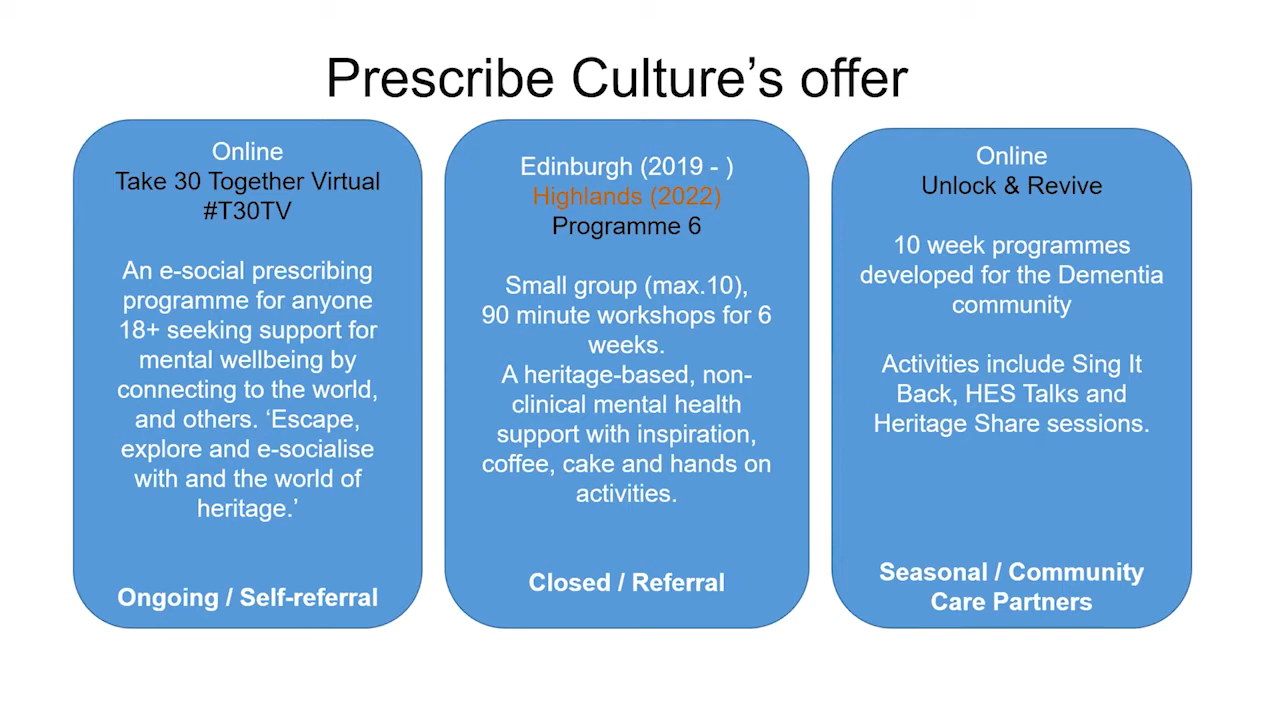 Prescribe Culture’s offer
Online
Take 30 Together Virtual
#T30TV
An e-social prescribing
programme for anyone
18+ seeking support for
mental wellbeing by
connecting to the world,
and others. ‘Escape,
explore and e-socialise
with and the world of
heritage.’
Ongoing / Self-referral
Edinburgh (2019 - )
Highlands (2022)
Programme 6
Small group (max.10),
90 minute workshops for 6
weeks.
A heritage-based, non-
clinical mental health
support with inspiration,
coffee, cake and hands on
activities.
Closed / Referral
Online
Unlock & Revive
10 week programmes
developed for the Dementia
community
Activities include Sing It
Back, HES Talks and
Heritage Share sessions.
Seasonal / Community
Care Partners